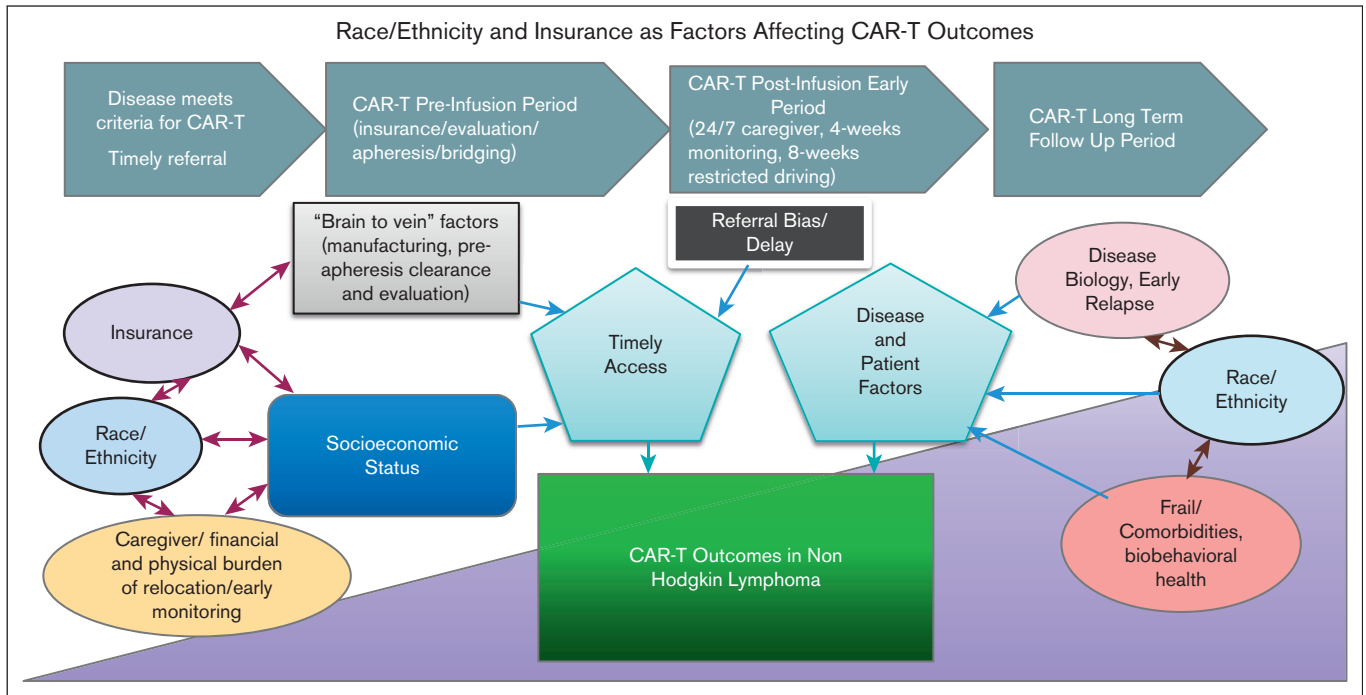 Race/Ethnicity and Insurance as Factors Affecting CAR-T Outcomes
Disease meets
criteria for CAR-T
Timely referral
CAR-T Pre-Infusion Period
(insurance/evaluation/
apheresis/bridging)
CAR-T Post-Infusion Early
Period
(24/7 caregiver, 4-weeks
monitoring, 8-weeks
restricted driving)
CAR-T Long Term
Follow Up Period
"Brain to vein" factors
(manufacturing, pre-
apheresis clearance
and evaluation)
Referral Bias/
Delay
Disease
Biology, Early
Relapse
Insurance
Timely
Access
Disease
and
Patient
Factors
Race/
Ethnicity
Race/
Ethnicity
Socioeconomic
Status
Caregiver/ financial
and physical burden
of relocation/early
monitoring
CAR-T Outcomes in Non
Hodgkin Lymphoma
Frail/
Comorbidities,
biobehavioral
health